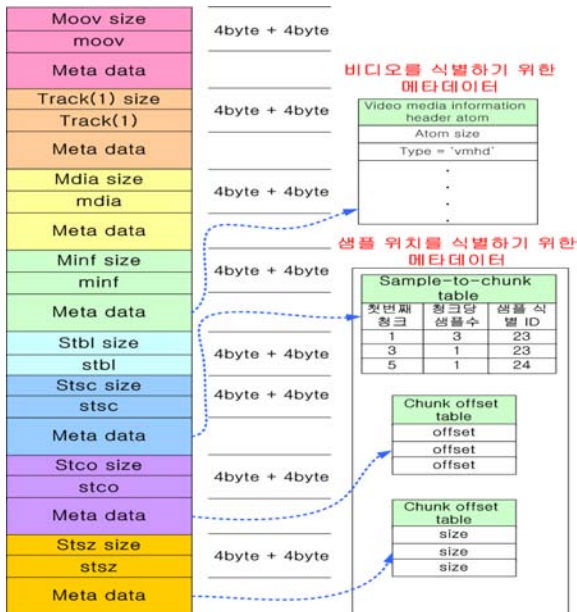 Moov size
moov
Meta data
Track(1) size
Track(1)
Meta data
Mdia size
mdia
Meta data
Minf size
minf
Meta data
Stbl size
stbl
Stsc size
stsc
Meta data
Stco size
stco
Meta data
Stsz size
stsz
Meta data
4byte + 4byte
4byte + 4byte
4byte + 4byte
4byte + 4byte
4byte + 4byte
4byte + 4byte
4byte + 4byte
4byte + 4byte
비디오를 식별하기 위한
메타데이터
Video media information
header atom
Atom size
Type = 'vmhd'
샘플 위치를 식별하기 위한
메타데이터
Sample-to-chunk
table
첫번째 청크당 샘플 식
청크 샘플수 별 ID
1 3 23
3 1 23
5 1 24
Chunk offset
table
offset
offset
offset
Chunk offset
table
size
size
size